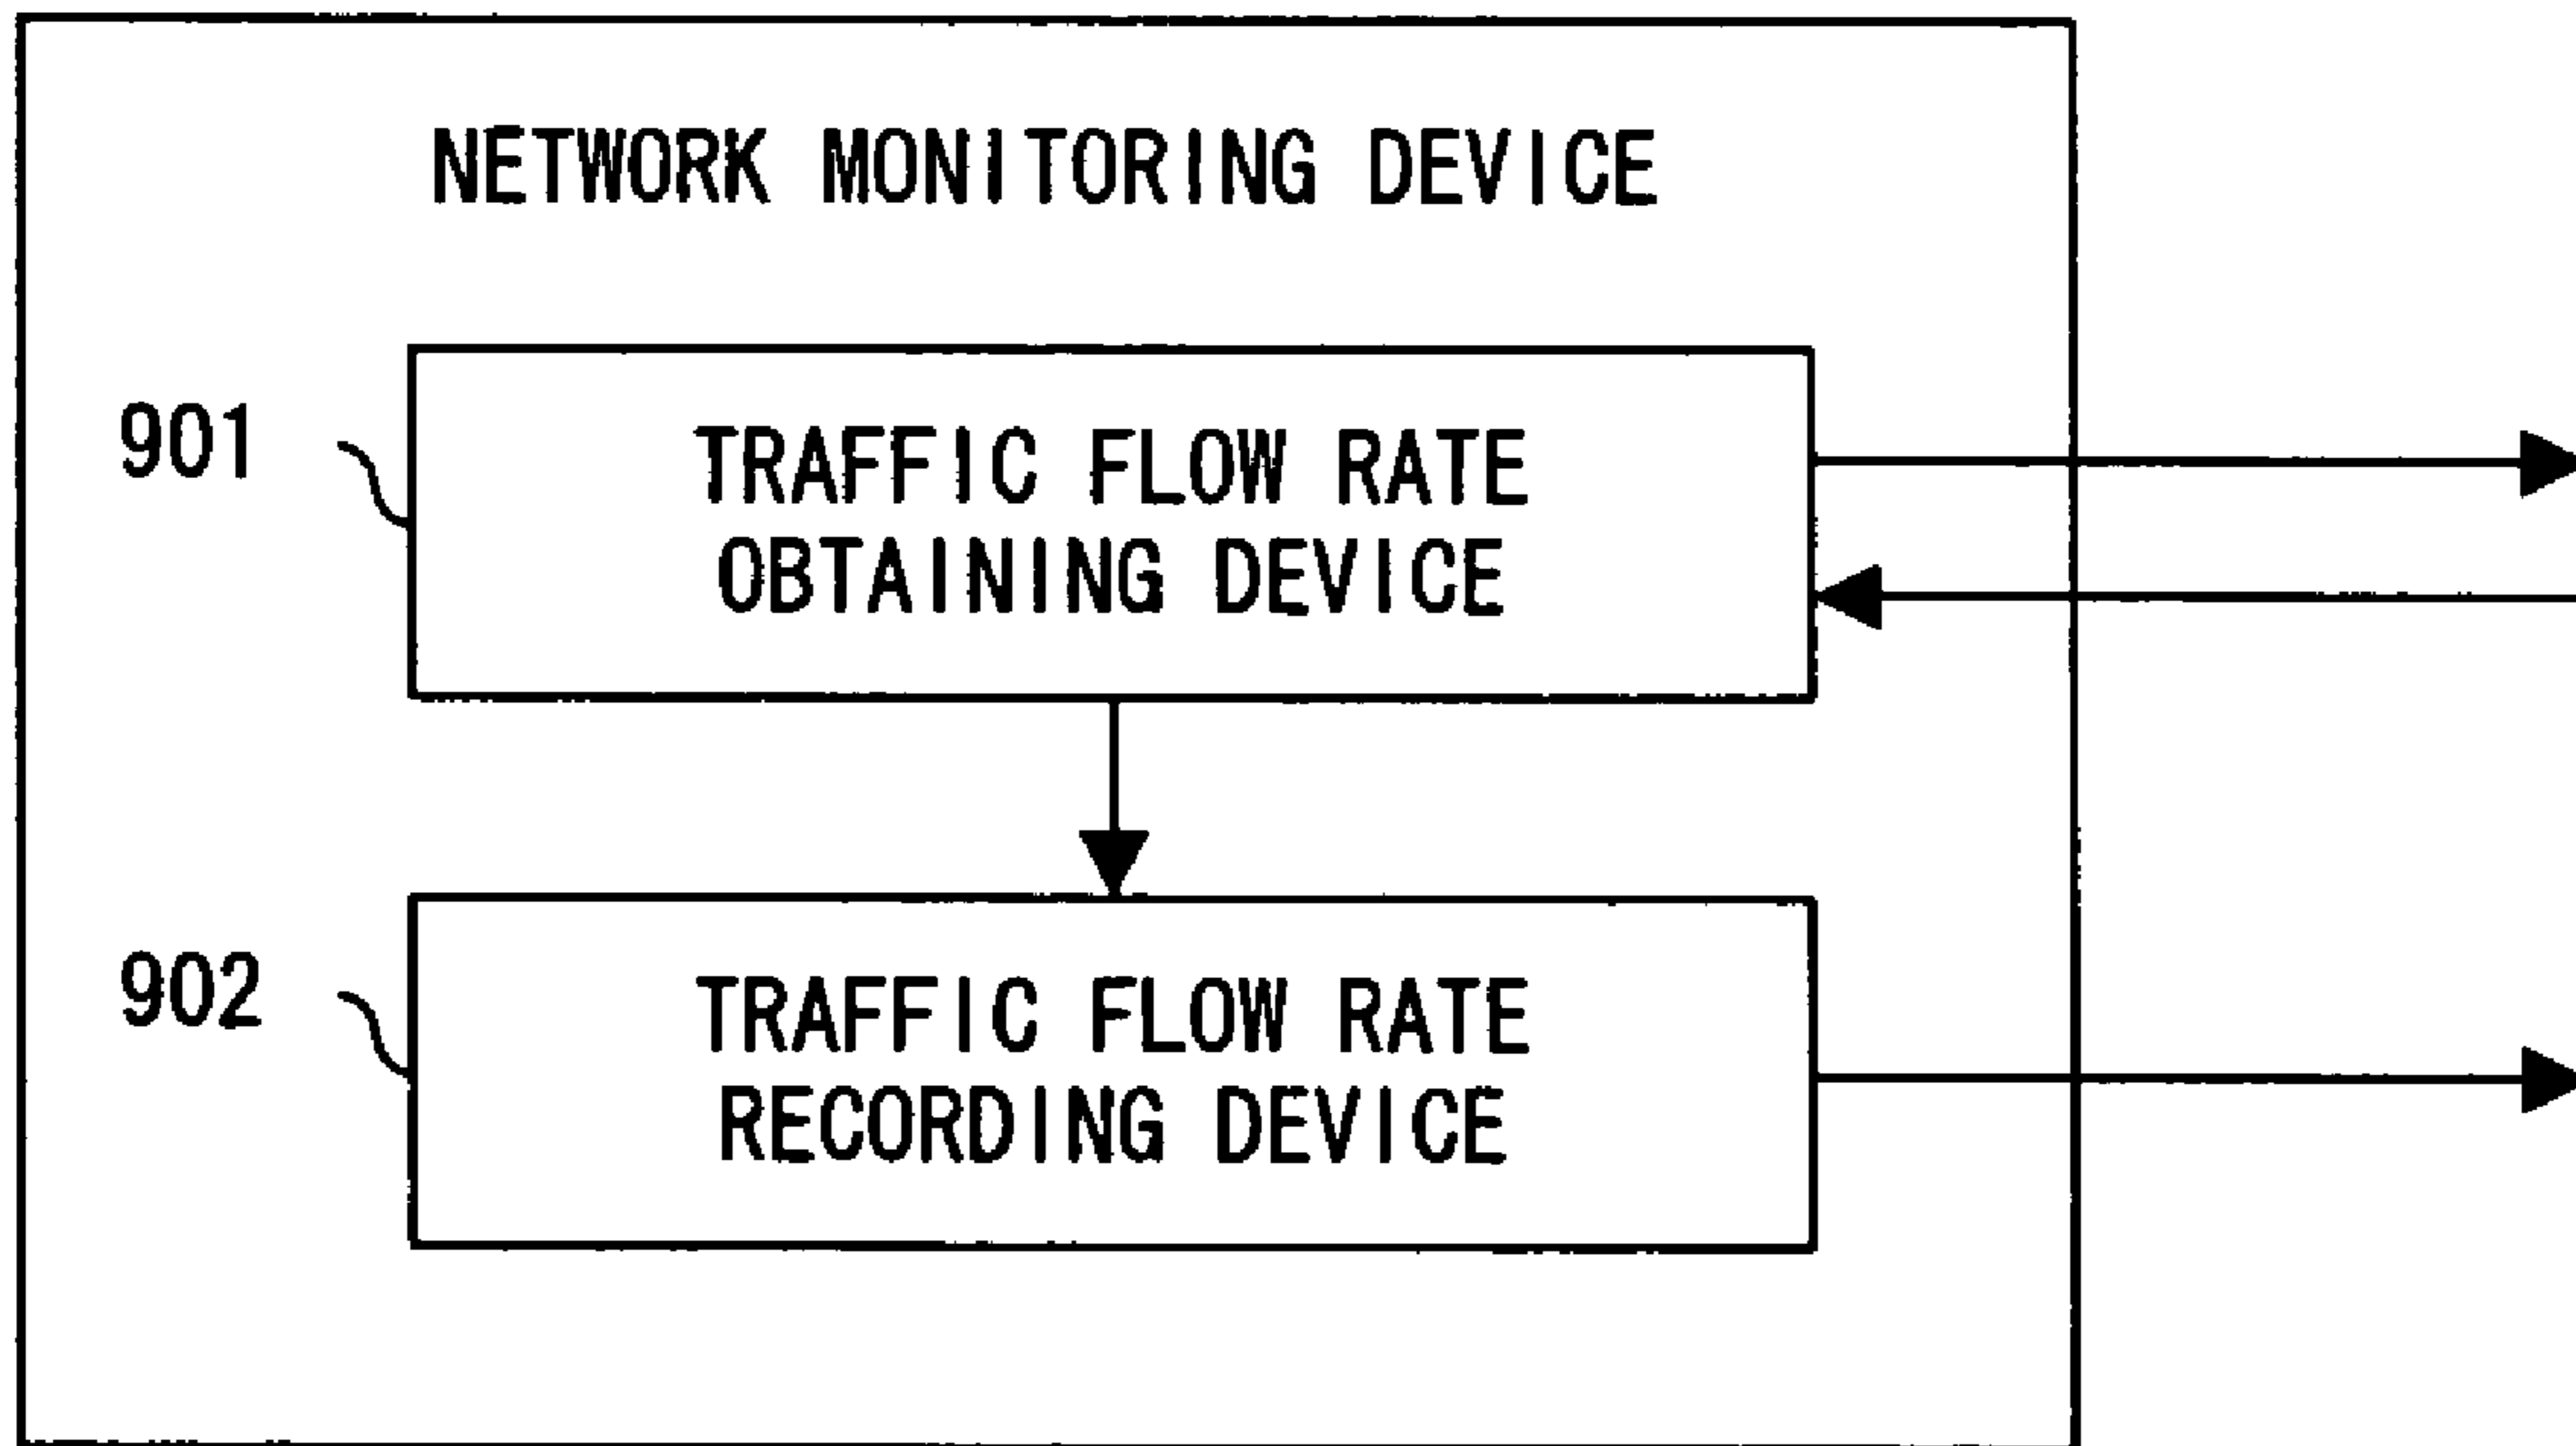 NETWORK MONITORING DEVICE
901
TRAFFIC FLOW RATE
OBTAINING DEVICE
902
TRAFFIC FLOW RATE
RECORDING DEVICE